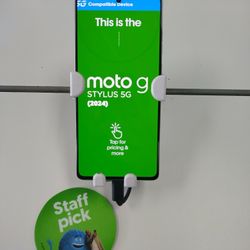 5G Compatible Device
This is the
moto g
STYLUS 5G
(2024)
Tap for
pricing &
more
Staff
pick